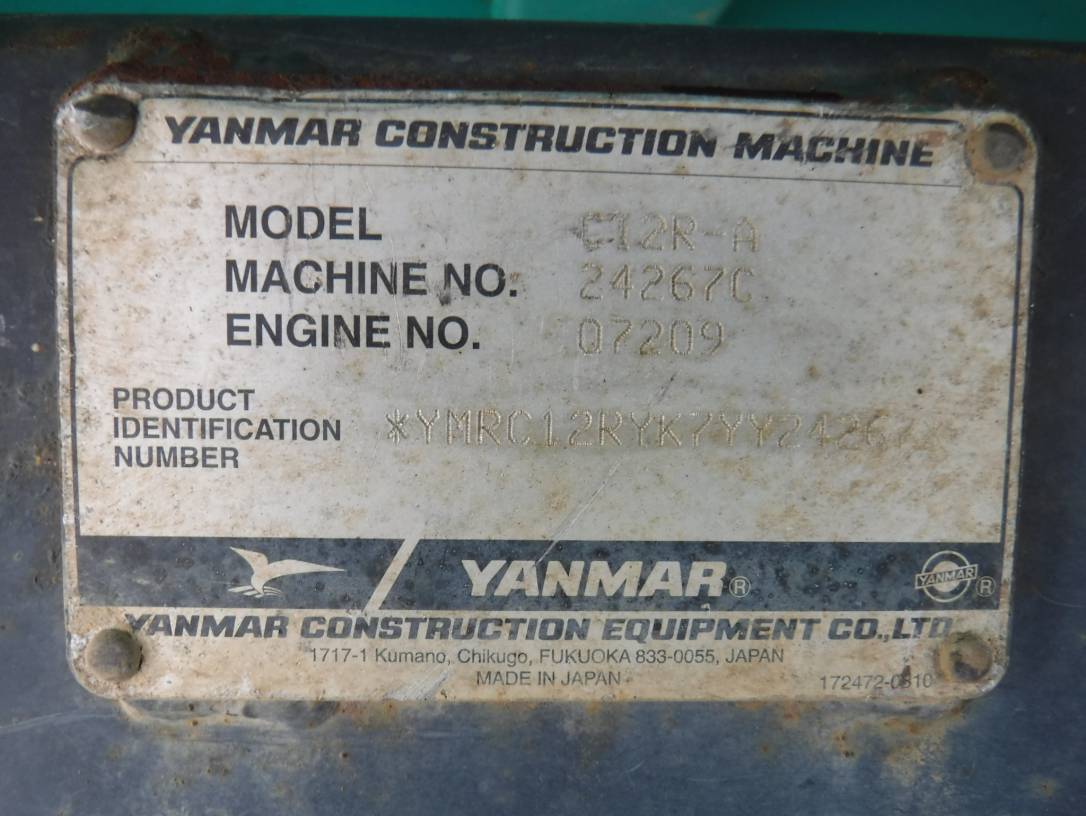 YANMAR CONSTRUCTION MACHINE
MODEL C12R-A
MACHINE NO. 24267C
ENGINE NO. 07209
PRODUCT
IDENTIFICATION *YMRC12RYK7YY24267*
NUMBER
YANMAR® YANMAR ®
YANMAR CONSTRUCTION EQUIPMENT CO.,LTD.
1717-1 Kumano, Chikugo, FUKUOKA 833-0055, JAPAN
MADE IN JAPAN